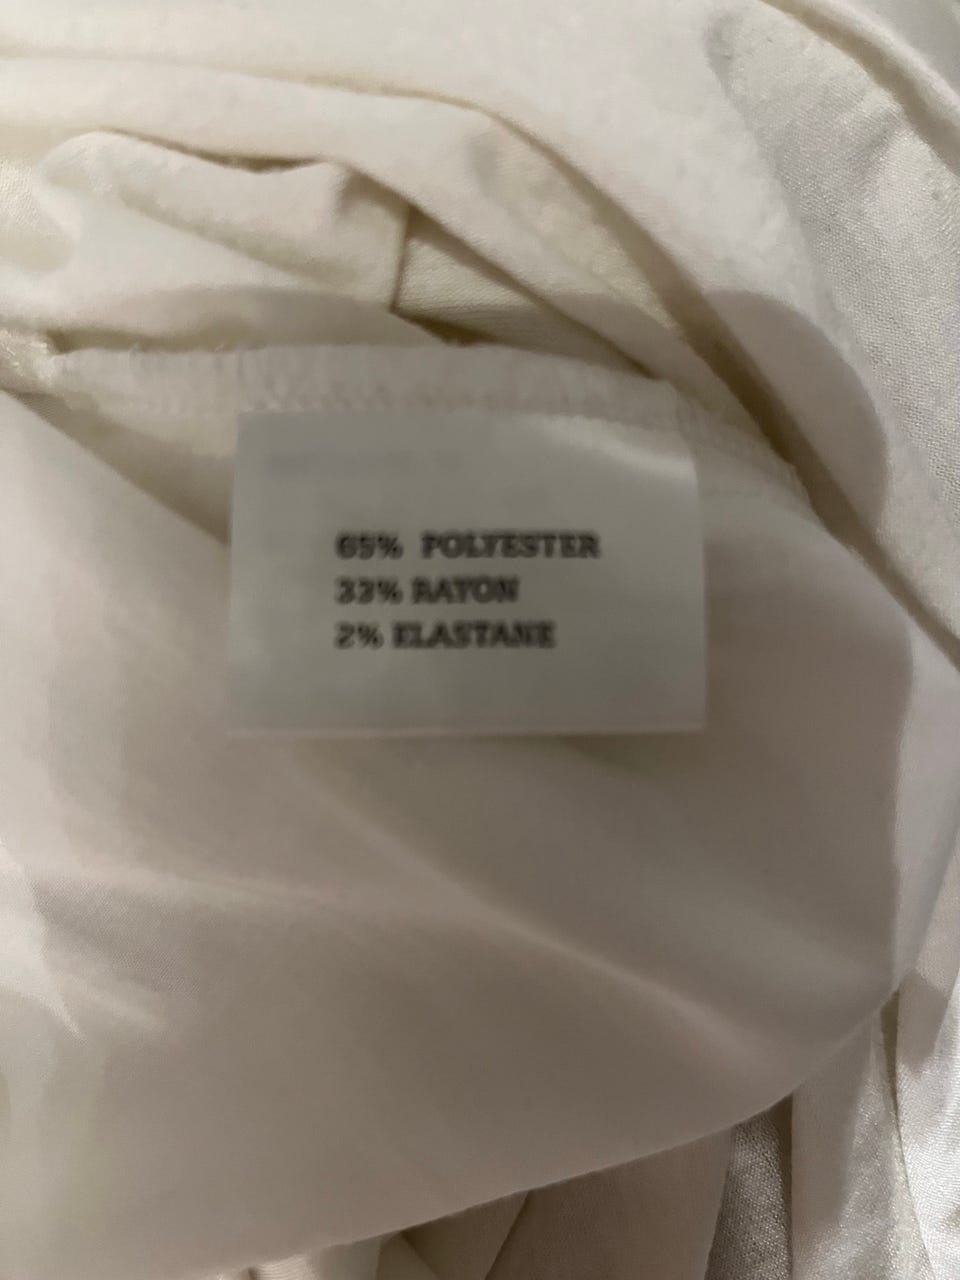 65% POLYESTER
33% RAYON
2% ELASTANE